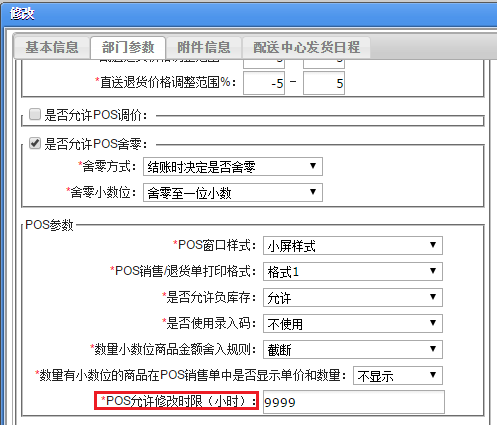 修改
基本信息 部门参数 附件信息 配送中心发货日程
*直送退货价格调整范围%： -5 – 5
是否允许POS调价：
是否允许POS舍零：
*舍零方式： 结账时决定是否舍零
*舍零小数位： 舍零至一位小数
POS参数
*POS窗口样式： 小屏样式
*POS销售/退货单打印格式： 格式1
*是否允许负库存： 允许
*是否使用录入码： 不使用
*数量小数位商品金额舍入规则： 截断
*数量有小数位的商品在POS销售单中是否显示单价和数量： 不显示
*POS允许修改时限（小时）： 9999